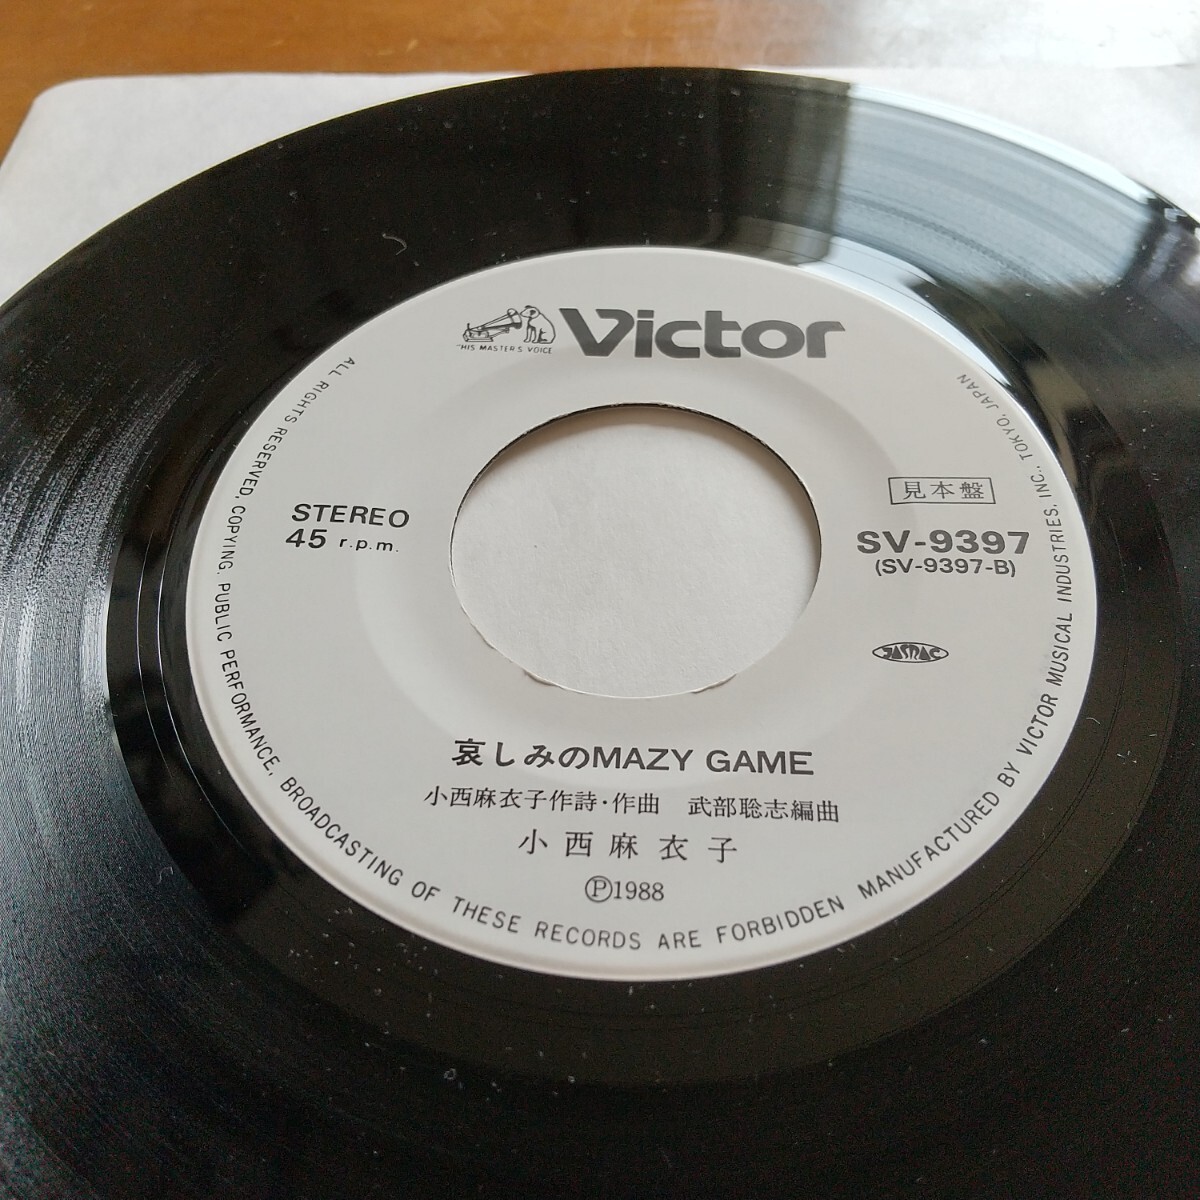 Victor
"HIS MASTER'S VOICE"
STEREO
45 r.p.m.
見本盤
SV-9397
(SV-9397-B)
JASRAC
哀しみのMAZY GAME
小西麻衣子作詩・作曲 武部聡志編曲
小西麻衣子
Ⓟ1988
ALL RIGHTS RESERVED. COPYING. PUBLIC PERFORMANCE, BROADCASTING OF THESE RECORDS ARE FORBIDDEN MANUFACTURED BY VICTOR MUSICAL INDUSTRIES, INC., TOKYO, JAPAN